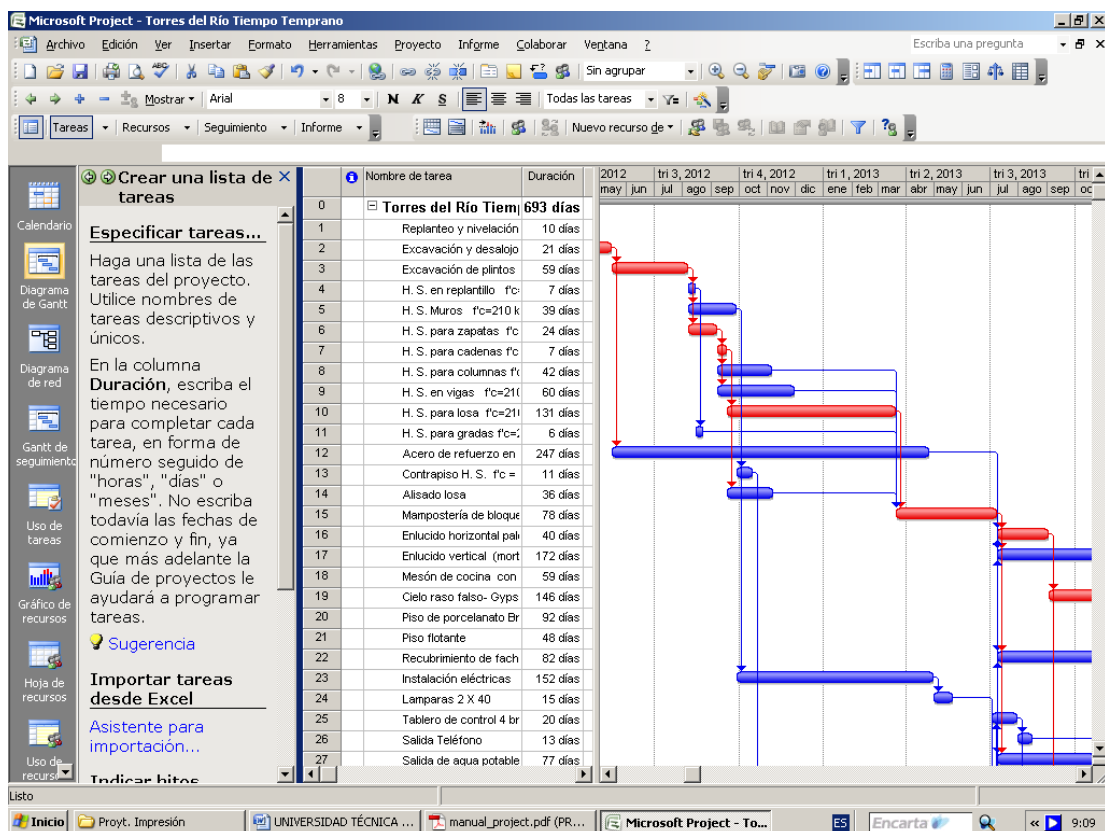 Microsoft Project - Torres del Río Tiempo Temprano
Archivo Edición Ver Insertar Formato Herramientas Proyecto Informe Colaborar Ventana ? Escriba una pregunta
Sin agrupar
Mostrar Arial 8 N K S Todas las tareas
Tareas Recursos Seguimiento Informe Nuevo recurso de
Calendario
Diagrama de Gantt
Diagrama de red
Gantt de seguimiento
Uso de tareas
Gráfico de recursos
Hoja de recursos
Uso de
Crear una lista de tareas
Especificar tareas...
Haga una lista de las
tareas del proyecto.
Utilice nombres de
tareas descriptivos y
únicos.
En la columna
Duración, escriba el
tiempo necesario
para completar cada
tarea, en forma de
número seguido de
"horas", "días" o
"meses". No escriba
todavía las fechas de
comienzo y fin, ya
que más adelante la
Guía de proyectos le
ayudará a programar
tareas.
Sugerencia
Importar tareas
desde Excel
Asistente para
importación...
Indicar hitos
Nombre de tarea Duración
0 Torres del Río Tiem 693 días
1 Replanteo y nivelación 10 días
2 Excavación y desalojo 21 días
3 Excavación de plintos 59 días
4 H. S. en replantillo f'c: 7 días
5 H. S. Muros f'c=210 k 39 días
6 H. S. para zapatas f'c 24 días
7 H. S. para cadenas f'c 7 días
8 H. S. para columnas f'c 42 días
9 H. S. en vigas f'c=210 60 días
10 H. S. para losa f'c=21 131 días
11 H. S. para gradas f'c=2 6 días
12 Acero de refuerzo en 247 días
13 Contrapiso H. S. f'c = 11 días
14 Alisado losa 36 días
15 Mampostería de bloque 78 días
16 Enlucido horizontal pal 40 días
17 Enlucido vertical (mort 172 días
18 Mesón de cocina con 59 días
19 Cielo raso falso- Gyps 146 días
20 Piso de porcelanato Br 92 días
21 Piso flotante 48 días
22 Recubrimiento de fach 82 días
23 Instalación eléctricas 152 días
24 Lamparas 2 X 40 15 días
25 Tablero de control 4 br 20 días
26 Salida Teléfono 13 días
27 Salida de agua potable 77 días
2012 tri 3, 2012 tri 4, 2012 tri 1, 2013 tri 2, 2013 tri 3, 2013 tri
may jun jul ago sep oct nov dic ene feb mar abr may jun jul ago sep oc
Listo
Inicio Proyt. Impresión UNIVERSIDAD TÉCNICA ... manual_project.pdf (PR... Microsoft Project - To... ES Encarta « 9:09